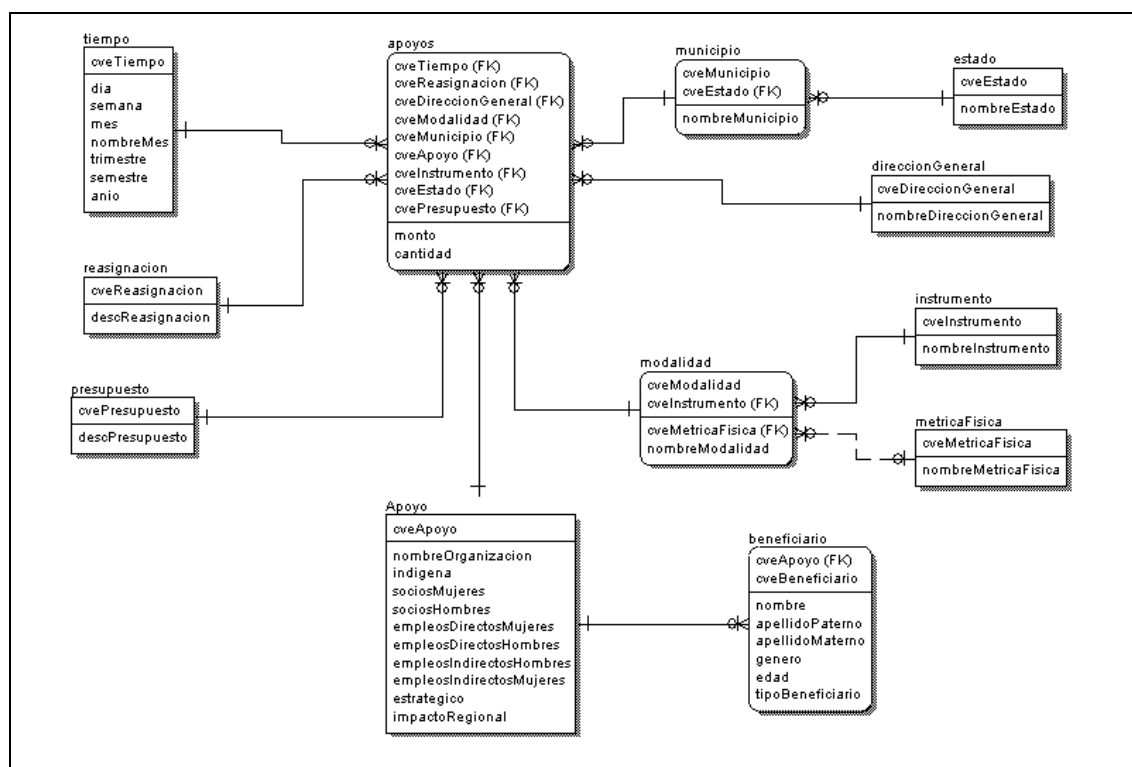 tiempo
cveTiempo
dia
semana
mes
nombreMes
trimestre
semestre
anio
apoyos
cveTiempo (FK)
cveReasignacion (FK)
cveDireccionGeneral (FK)
cveModalidad (FK)
cveMunicipio (FK)
cveApoyo (FK)
cveInstrumento (FK)
cveEstado (FK)
cvePresupuesto (FK)
monto
cantidad
municipio
cveMunicipio
cveEstado (FK)
nombreMunicipio
estado
cveEstado
nombreEstado
direccionGeneral
cveDireccionGeneral
nombreDireccionGeneral
reasignacion
cveReasignacion
descReasignacion
instrumento
cveInstrumento
nombreInstrumento
presupuesto
cvePresupuesto
descPresupuesto
modalidad
cveModalidad
cveInstrumento (FK)
cveMetricaFisica (FK)
nombreModalidad
metricaFisica
cveMetricaFisica
nombreMetricaFisica
Apoyo
cveApoyo
nombreOrganizacion
indigena
sociosMujeres
sociosHombres
empleosDirectosMujeres
empleosDirectosHombres
empleosIndirectosHombres
empleosIndirectosMujeres
estrategico
impactoRegional
beneficiario
cveApoyo (FK)
cveBeneficiario
nombre
apellidoPaterno
apellidoMaterno
genero
edad
tipoBeneficiario